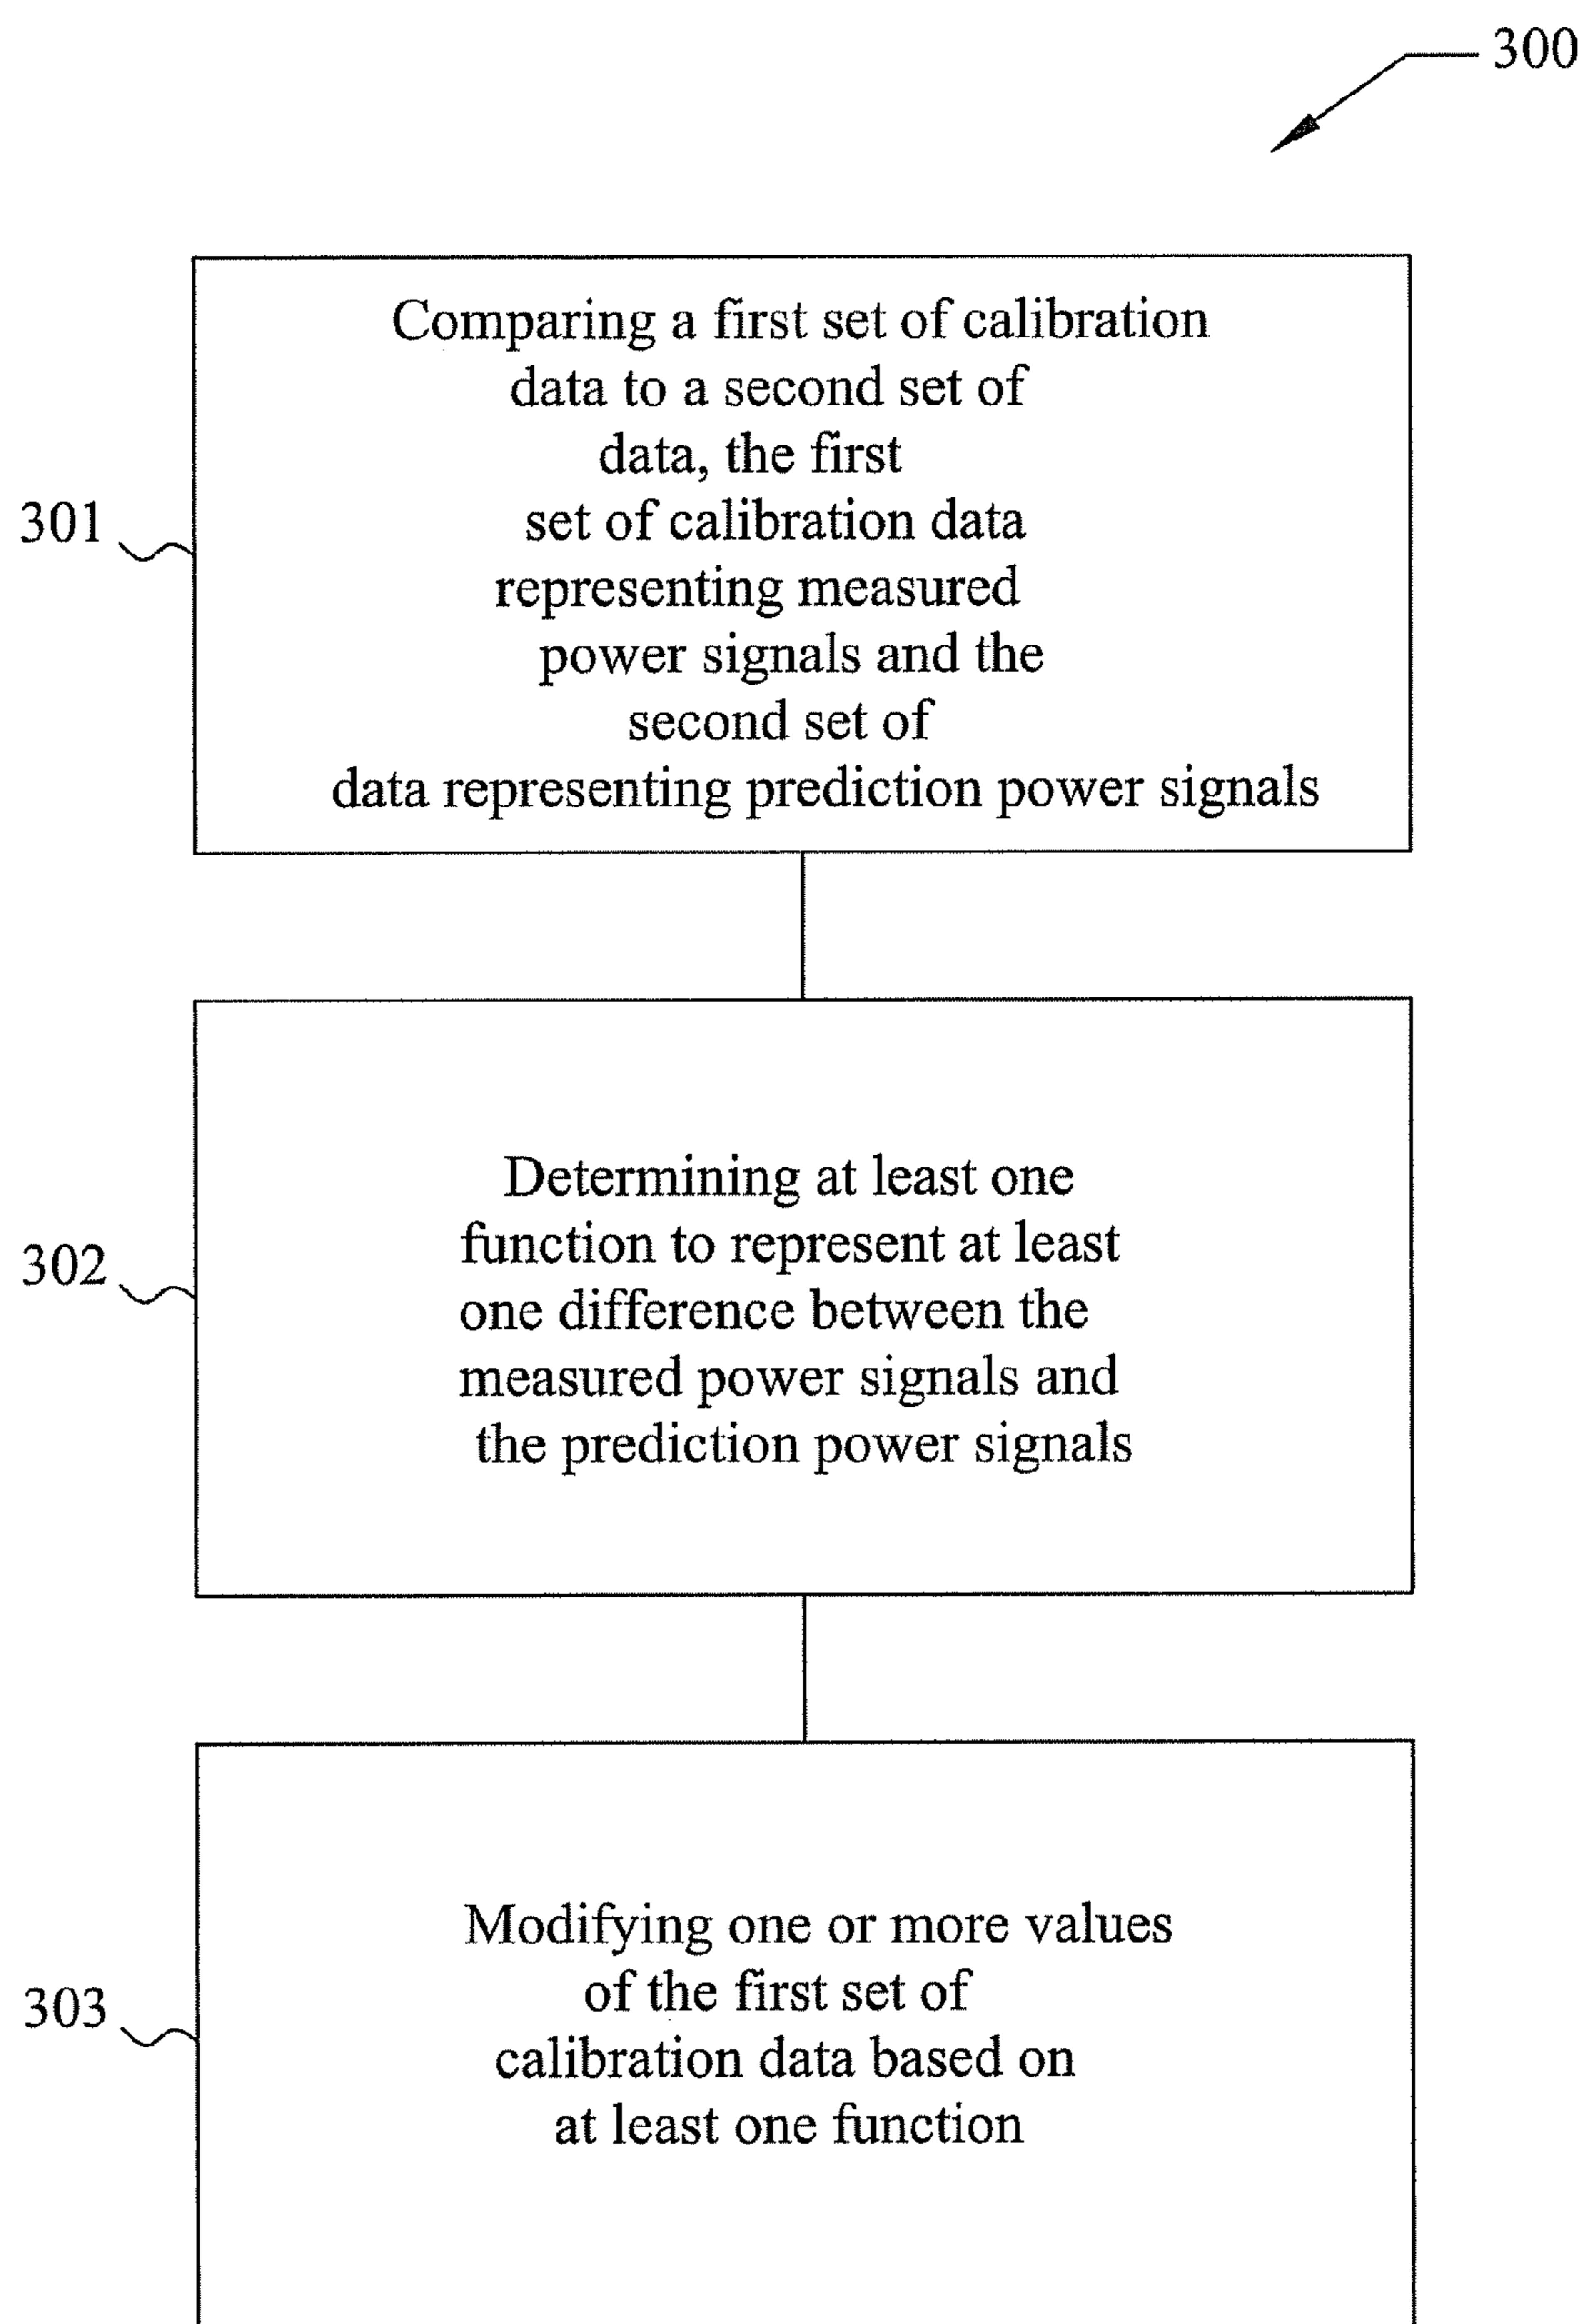 300
Comparing a first set of calibration
data to a second set of
data, the first
set of calibration data
representing measured
power signals and the
second set of
data representing prediction power signals
301
Determining at least one
function to represent at least
one difference between the
measured power signals and
the prediction power signals
302
Modifying one or more values
of the first set of
calibration data based on
at least one function
303